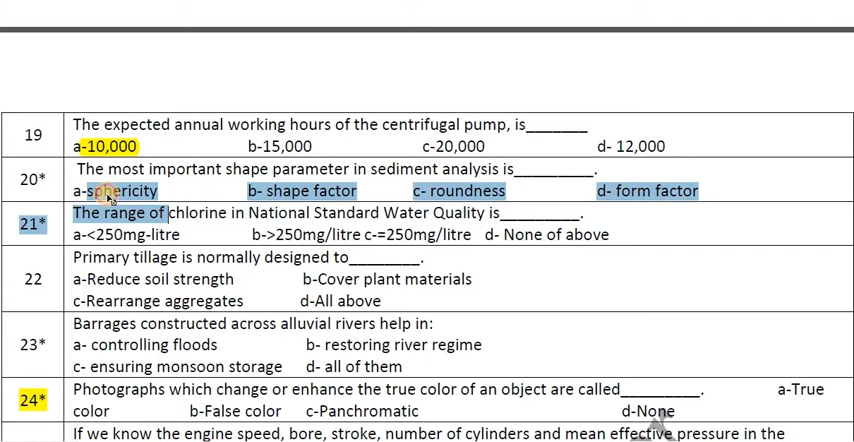 19
The expected annual working hours of the centrifugal pump, is_______
a-10,000 b-15,000 c-20,000 d- 12,000
20*
The most important shape parameter in sediment analysis is__________.
a-sphericity b- shape factor c- roundness d- form factor
21*
The range of chlorine in National Standard Water Quality is__________.
a-<250mg-litre b->250mg/litre c-=250mg/litre d- None of above
22
Primary tillage is normally designed to_________.
a-Reduce soil strength b-Cover plant materials
c-Rearrange aggregates d-All above
23*
Barrages constructed across alluvial rivers help in:
a- controlling floods b- restoring river regime
c- ensuring monsoon storage d- all of them
24*
Photographs which change or enhance the true color of an object are called__________. a-True
color b-False color c-Panchromatic d-None
If we know the engine speed, bore, stroke, number of cylinders and mean effective pressure in the